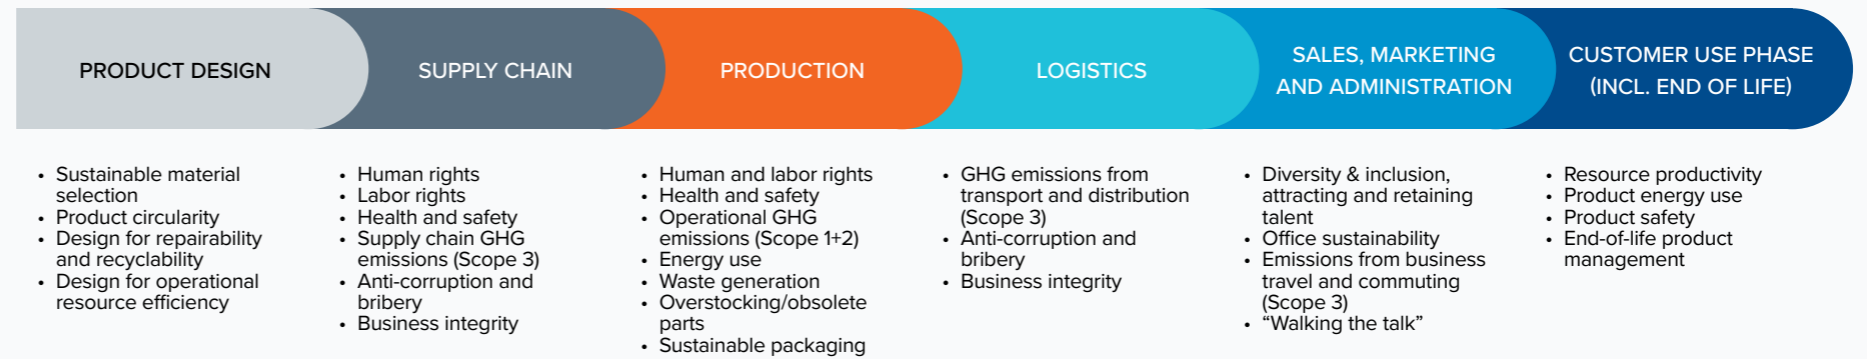 PRODUCT DESIGN
SUPPLY CHAIN
PRODUCTION
LOGISTICS
SALES, MARKETING
AND ADMINISTRATION
CUSTOMER USE PHASE
(INCL. END OF LIFE)
• Sustainable material
selection
• Product circularity
• Design for repairability
and recyclability
• Design for operational
resource efficiency
• Human rights
• Labor rights
• Health and safety
• Supply chain GHG
emissions (Scope 3)
• Anti-corruption and
bribery
• Business integrity
• Human and labor rights
• Health and safety
• Operational GHG
emissions (Scope 1+2)
• Energy use
• Waste generation
• Overstocking/obsolete
parts
• Sustainable packaging
• GHG emissions from
transport and distribution
(Scope 3)
• Anti-corruption and
bribery
• Business integrity
• Diversity & inclusion,
attracting and retaining
talent
• Office sustainability
• Emissions from business
travel and commuting
(Scope 3)
• “Walking the talk”
• Resource productivity
• Product energy use
• Product safety
• End-of-life product
management